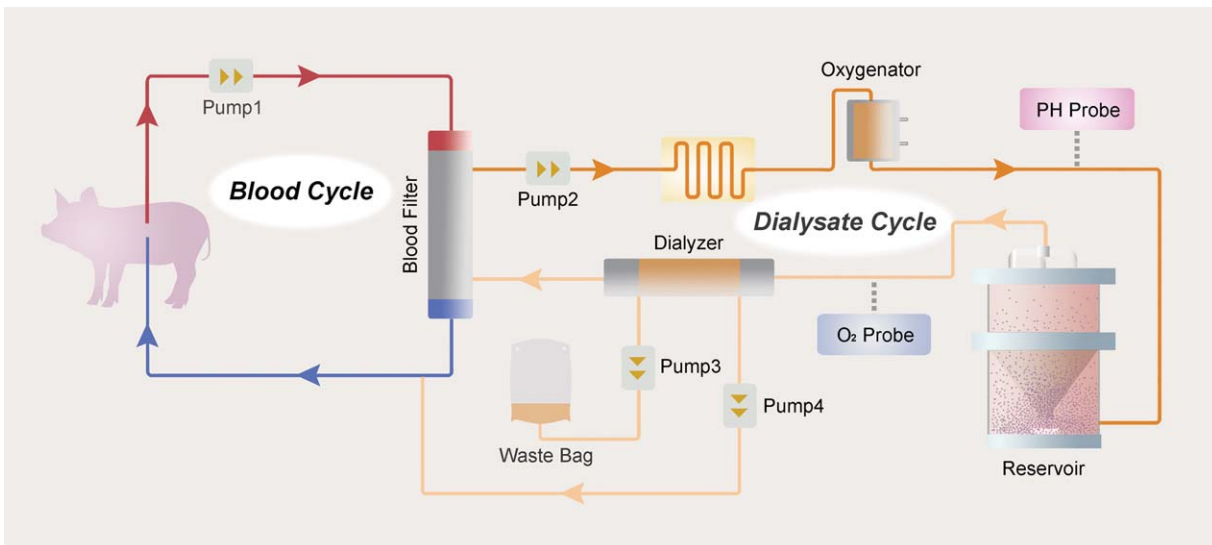 Oxygenator
PH Probe
Pump1
Blood Cycle
Blood Filter
Pump2
Dialysate Cycle
Dialyzer
O₂ Probe
Pump3
Pump4
Waste Bag
Reservoir